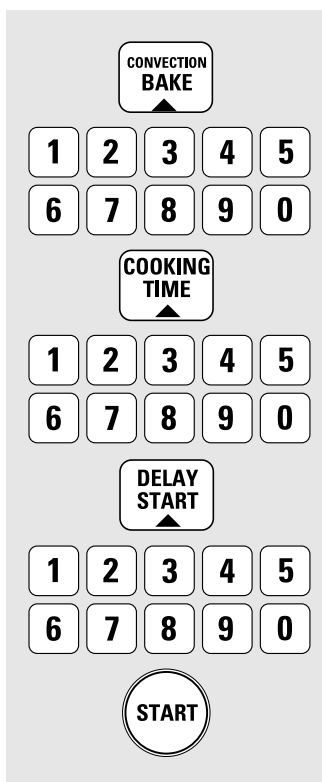 CONVECTION
BAKE
1 2 3 4 5
6 7 8 9 0
COOKING
TIME
1 2 3 4 5
6 7 8 9 0
DELAY
START
1 2 3 4 5
6 7 8 9 0
START